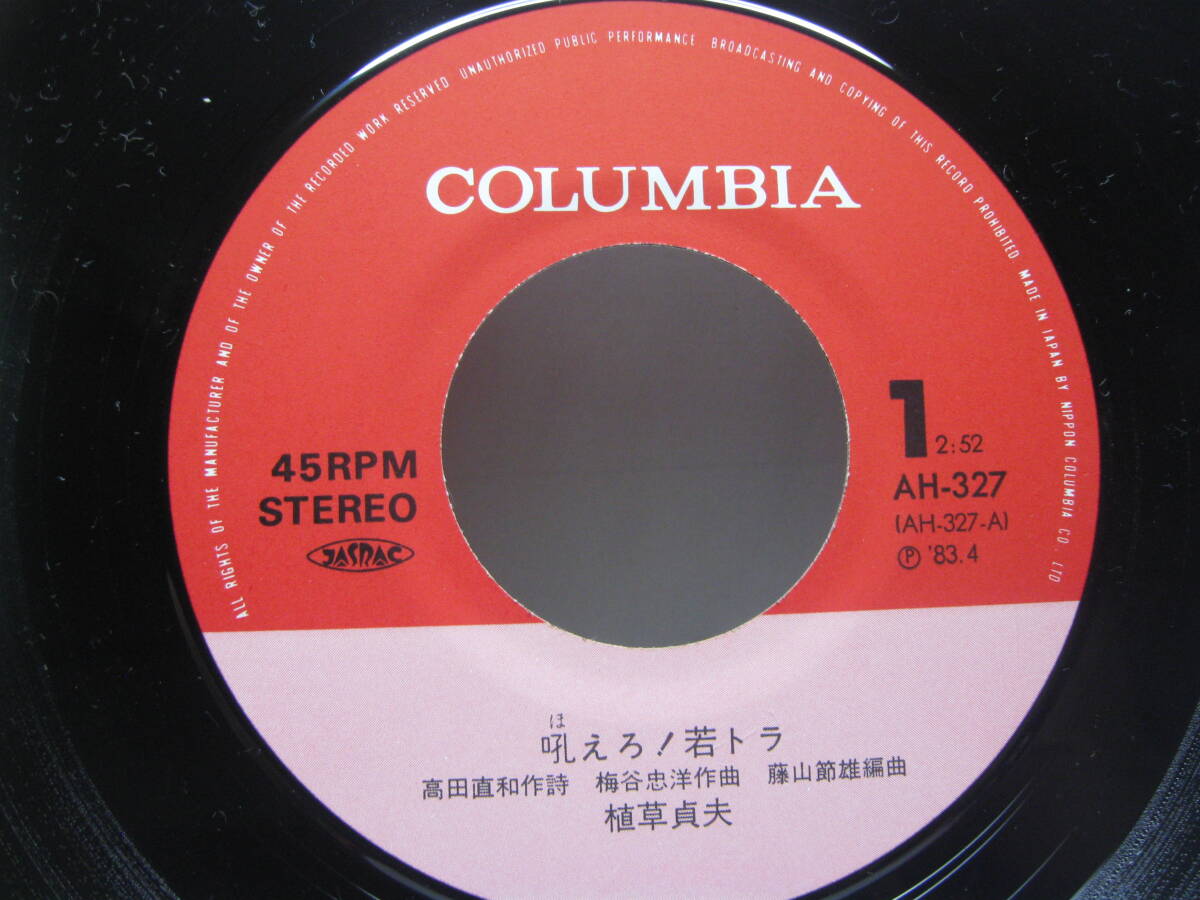 ALL RIGHTS OF THE MANUFACTURER AND OF THE OWNER OF THE RECORDED WORK RESERVED UNAUTHORIZED PUBLIC PERFORMANCE BROADCASTING AND COPYING OF THIS RECORD PROHIBITED MADE IN JAPAN BY NIPPON COLUMBIA CO. LTD
COLUMBIA
45RPM
STEREO
JASRAC
1 2:52
AH-327
(AH-327-A)
Ⓟ '83.4
ほ
吼えろ!若トラ
高田直和作詩 梅谷忠洋作曲 藤山節雄編曲
植草貞夫